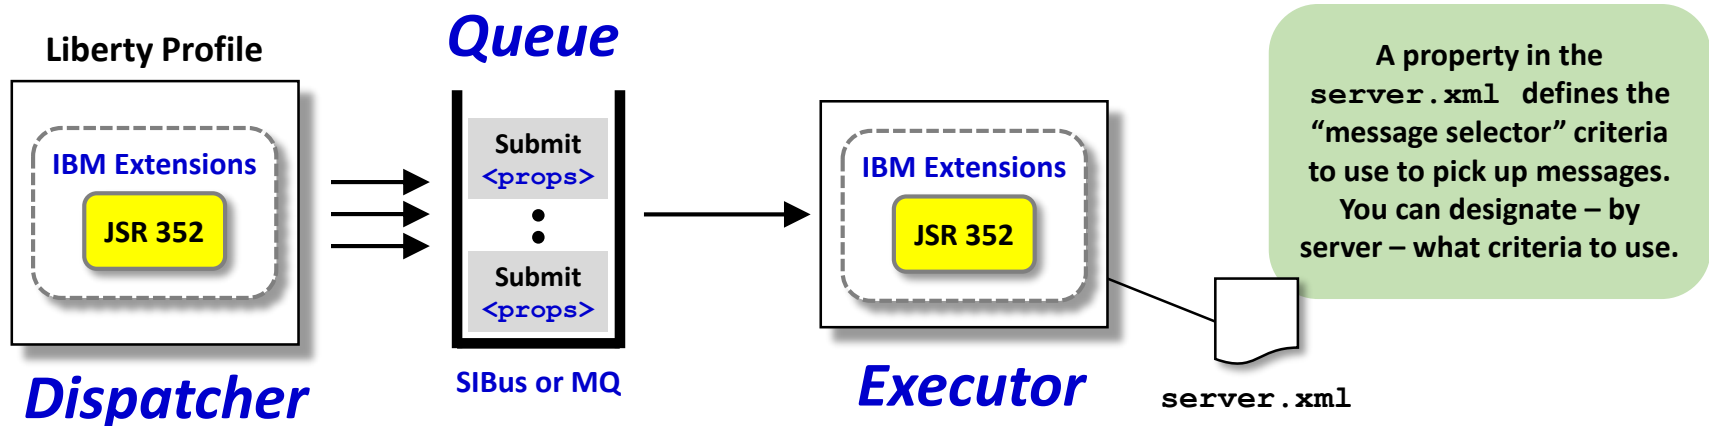 Liberty Profile
IBM Extensions
JSR 352
Dispatcher
Queue
Submit
<props>
Submit
<props>
SIBus or MQ
IBM Extensions
JSR 352
Executor
A property in the
server.xml defines the
“message selector” criteria
to use to pick up messages.
You can designate – by
server – what criteria to use.
server.xml